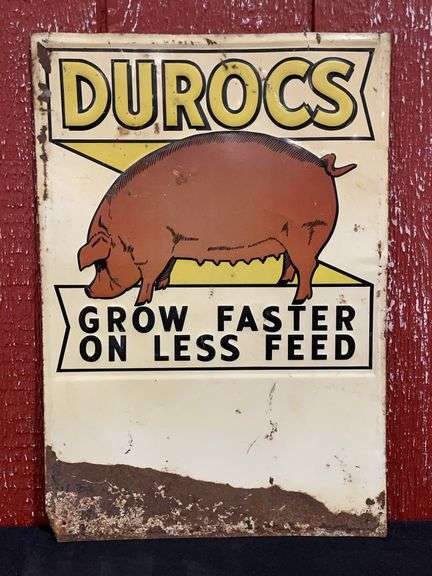 DUROCS
GROW FASTER
ON LESS FEED